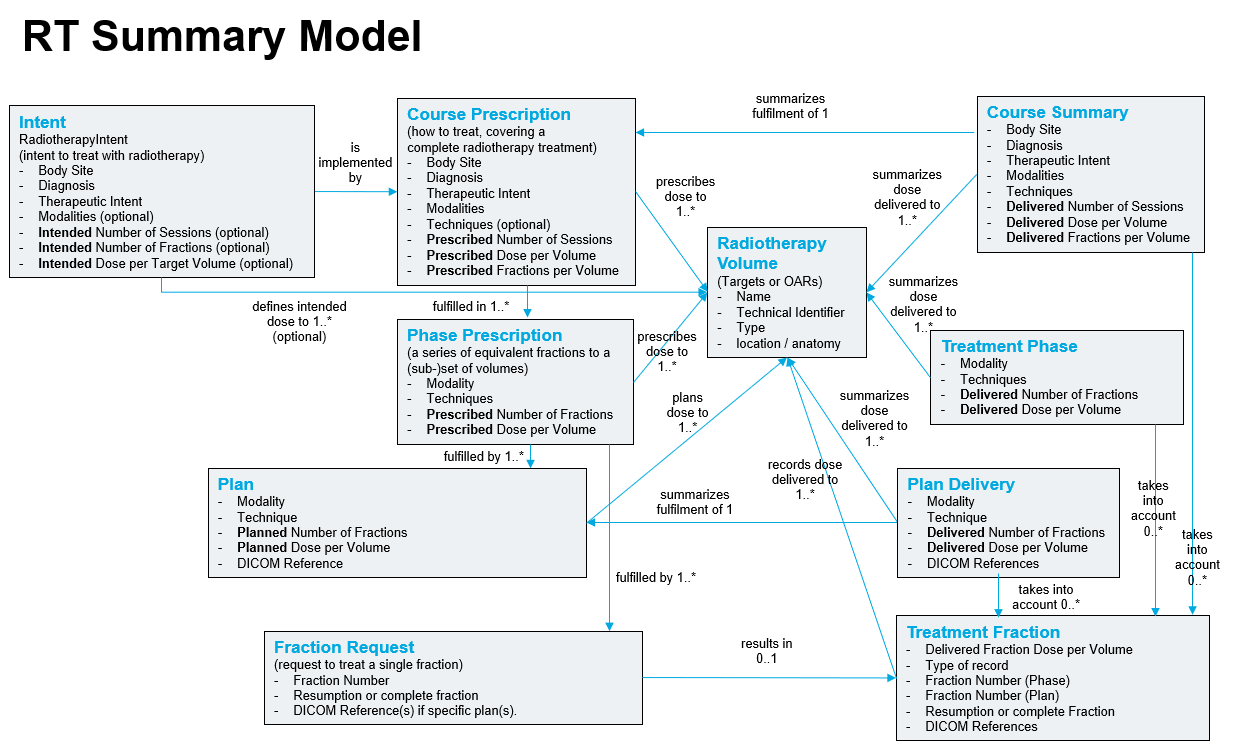 RT Summary Model
Intent
RadiotherapyIntent
(intent to treat with radiotherapy)
- Body Site
- Diagnosis
- Therapeutic Intent
- Modalities (optional)
- Intended Number of Sessions (optional)
- Intended Number of Fractions (optional)
- Intended Dose per Target Volume (optional)
is
implemented
by
Course Prescription
(how to treat, covering a
complete radiotherapy treatment)
- Body Site
- Diagnosis
- Therapeutic Intent
- Modalities
- Techniques (optional)
- Prescribed Number of Sessions
- Prescribed Dose per Volume
- Prescribed Fractions per Volume
summarizes
fulfilment of 1
Course Summary
- Body Site
- Diagnosis
- Therapeutic Intent
- Modalities
- Techniques
- Delivered Number of Sessions
- Delivered Dose per Volume
- Delivered Fractions per Volume
prescribes
dose to
1..*
summarizes
dose
delivered to
1..*
Radiotherapy
Volume
(Targets or OARs)
- Name
- Technical Identifier
- Type
- location / anatomy
defines intended
dose to 1..*
(optional)
fulfilled in 1..*
summarizes
dose
delivered to
1..*
Phase Prescription
(a series of equivalent fractions to a
(sub-)set of volumes)
- Modality
- Techniques
- Prescribed Number of Fractions
- Prescribed Dose per Volume
prescribes
dose to
1..*
Treatment Phase
- Modality
- Techniques
- Delivered Number of Fractions
- Delivered Dose per Volume
plans
dose to
1..*
summarizes
dose
delivered to
1..*
fulfilled by 1..*
records dose
delivered to
1..*
Plan
- Modality
- Technique
- Planned Number of Fractions
- Planned Dose per Volume
- DICOM Reference
summarizes
fulfilment of 1
Plan Delivery
- Modality
- Technique
- Delivered Number of Fractions
- Delivered Dose per Volume
- DICOM References
takes
into
account
0..*
takes
into
account
0..*
fulfilled by 1..*
takes into
account 0..*
Fraction Request
(request to treat a single fraction)
- Fraction Number
- Resumption or complete fraction
- DICOM Reference(s) if specific plan(s).
results in
0..1
Treatment Fraction
- Delivered Fraction Dose per Volume
- Type of record
- Fraction Number (Phase)
- Fraction Number (Plan)
- Resumption or complete Fraction
- DICOM References